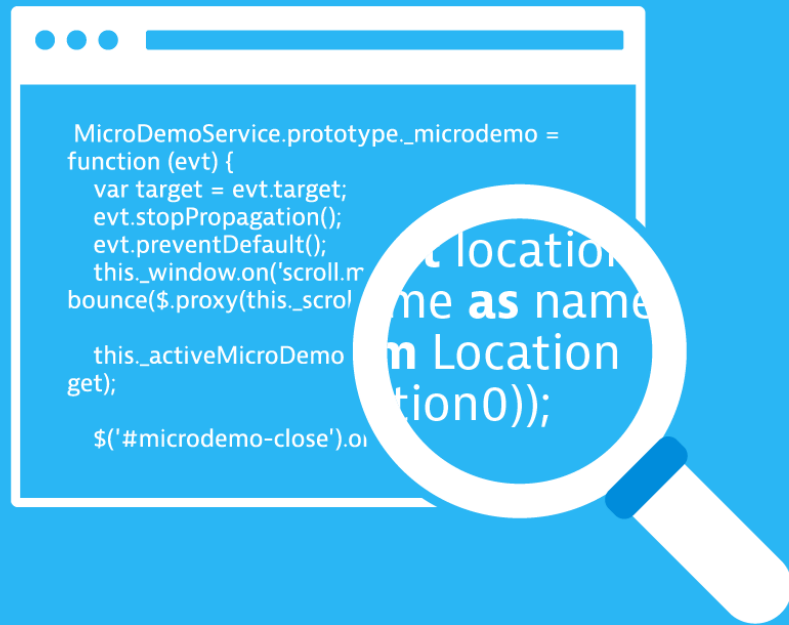 MicroDemoService.prototype._microdemo =
function (evt) {
var target = evt.target;
evt.stopPropagation();
evt.preventDefault();
this._window.on('scroll.m
bounce($.proxy(this._scrol
this._activeMicroDemo
get);
$('#microdemo-close').on
location
me as name
m Location
tion0));